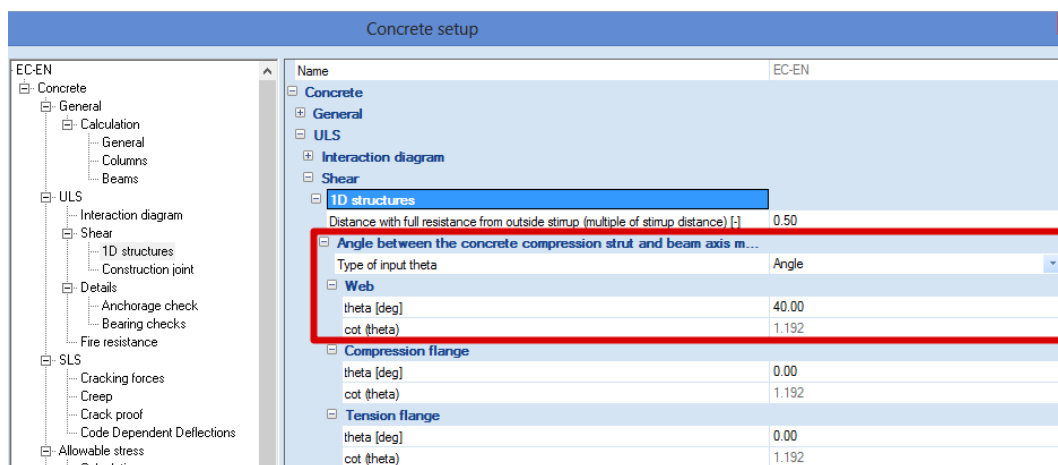 Concrete setup
EC-EN
Concrete
General
Calculation
General
Columns
Beams
ULS
Interaction diagram
Shear
1D structures
Construction joint
Details
Anchorage check
Bearing checks
Fire resistance
SLS
Cracking forces
Creep
Crack proof
Code Dependent Deflections
Allowable stress
Name EC-EN
Concrete
General
ULS
Interaction diagram
Shear
1D structures
Distance with full resistance from outside stirrup (multiple of stirrup distance) [-] 0.50
Angle between the concrete compression strut and beam axis m...
Type of input theta Angle
Web
theta [deg] 40.00
cot (theta) 1.192
Compression flange
theta [deg] 0.00
cot (theta) 1.192
Tension flange
theta [deg] 0.00
cot (theta) 1.192